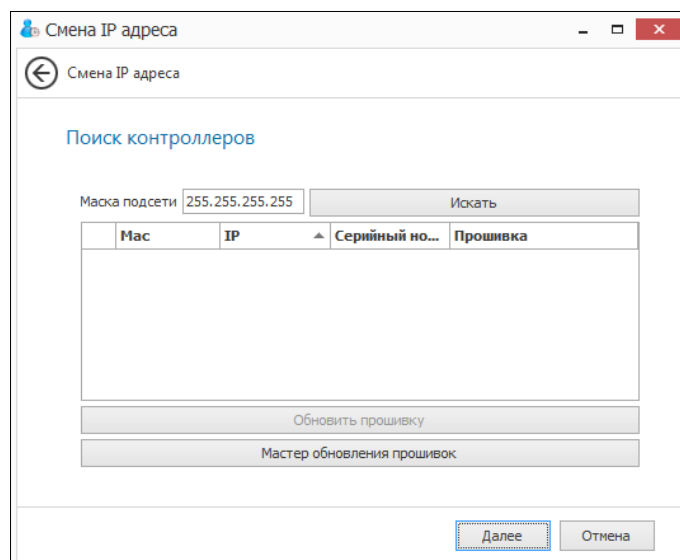 Смена IP адреса
Смена IP адреса
Поиск контроллеров
Маска подсети 255.255.255.255 Искать
Mac IP Серийный но... Прошивка
Обновить прошивку
Мастер обновления прошивок
Далее Отмена